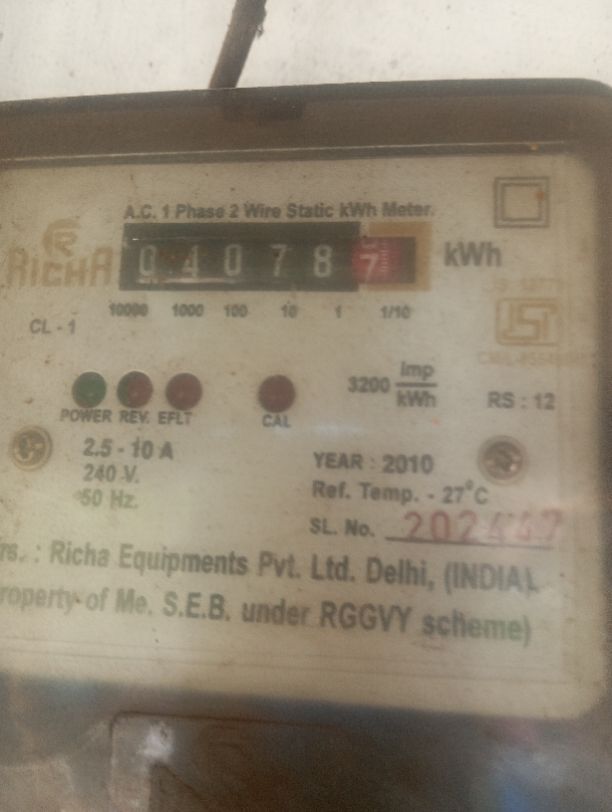 A.C. 1 Phase 2 Wire Static kWh Meter.
RICHA
0 4 0 7 8 7 kWh
10000 1000 100 10 1 1/10
CL - 1
3200 Imp/kWh
RS : 12
POWER REV. EFLT CAL
2.5 - 10 A
240 V.
50 Hz.
YEAR : 2010
Ref. Temp. - 27°C
SL. No.
Richa Equipments Pvt. Ltd. Delhi, (INDIA)
of Me. S.E.B. under RGGVY scheme)